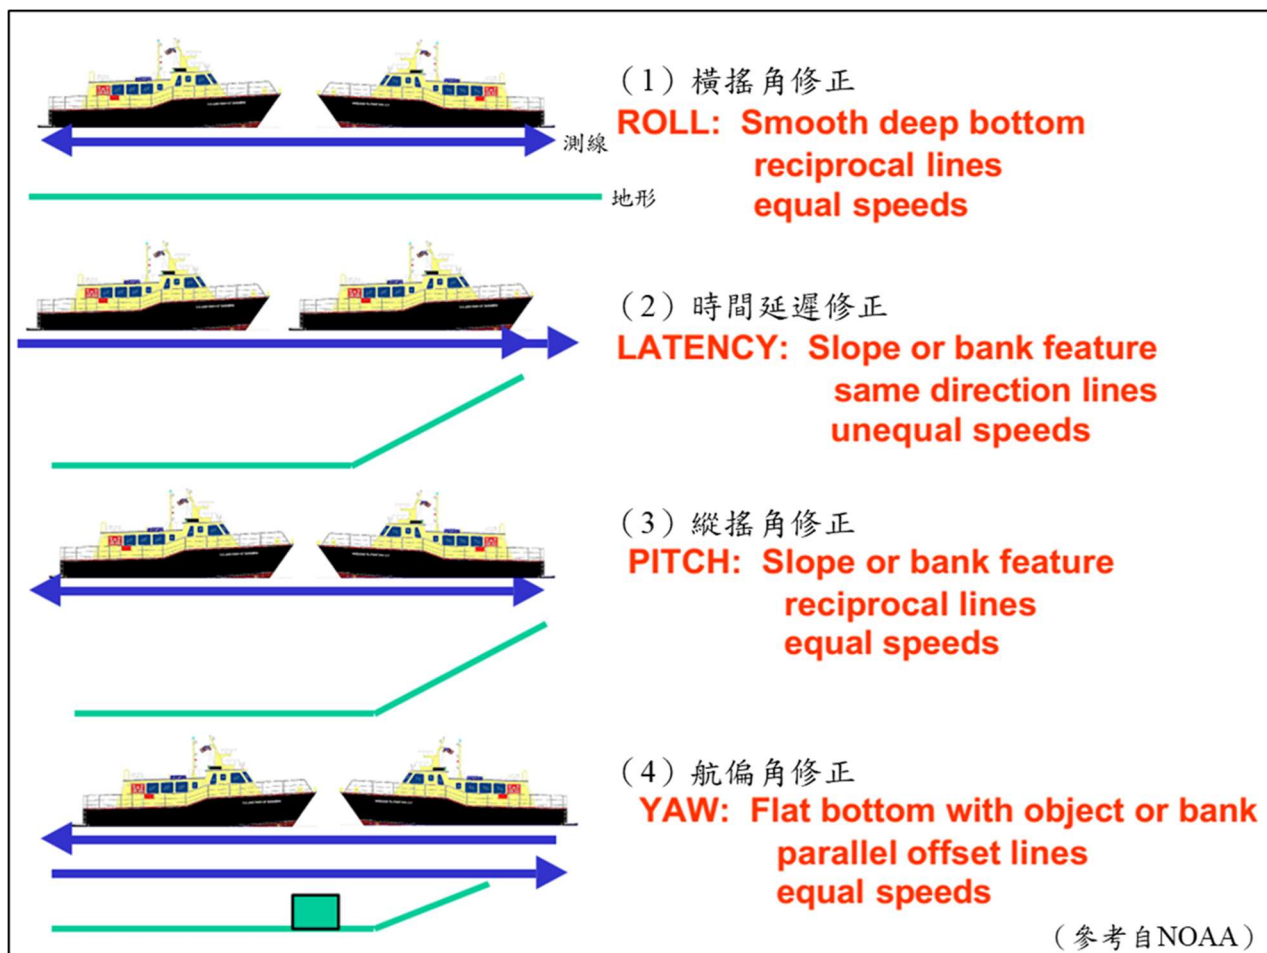 （1）橫搖角修正
ROLL: Smooth deep bottom
reciprocal lines
equal speeds
測線
地形
（2）時間延遲修正
LATENCY: Slope or bank feature
same direction lines
unequal speeds
（3）縱搖角修正
PITCH: Slope or bank feature
reciprocal lines
equal speeds
（4）航偏角修正
YAW: Flat bottom with object or bank
parallel offset lines
equal speeds
（參考自NOAA）